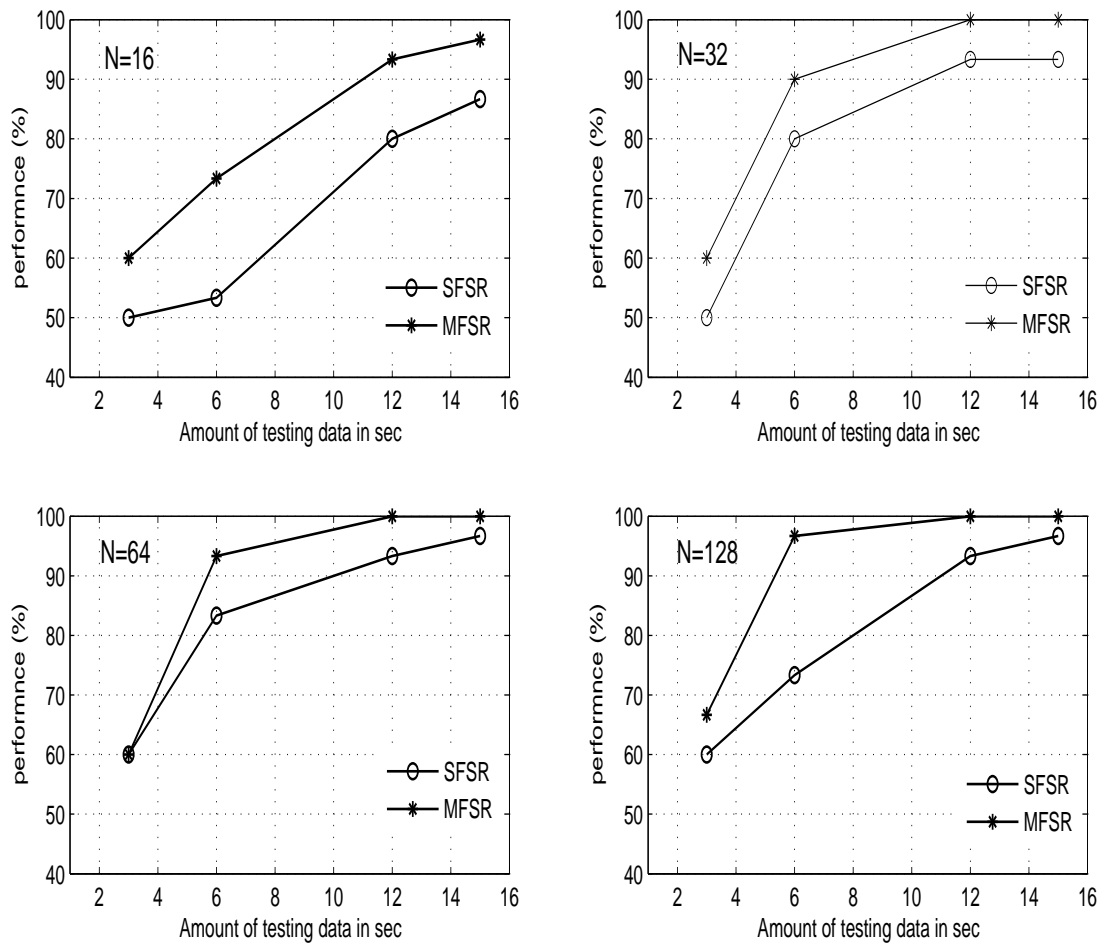 100
90
80
70
60
50
40
performnce (%)
N=16
SFSR
MFSR
2 4 6 8 10 12 14 16
Amount of testing data in sec
100
90
80
70
60
50
40
performnce (%)
N=32
SFSR
MFSR
2 4 6 8 10 12 14 16
Amount of testing data in sec
100
90
80
70
60
50
40
performnce (%)
N=64
SFSR
MFSR
2 4 6 8 10 12 14 16
Amount of testing data in sec
100
90
80
70
60
50
40
performnce (%)
N=128
SFSR
MFSR
2 4 6 8 10 12 14 16
Amount of testing data in sec